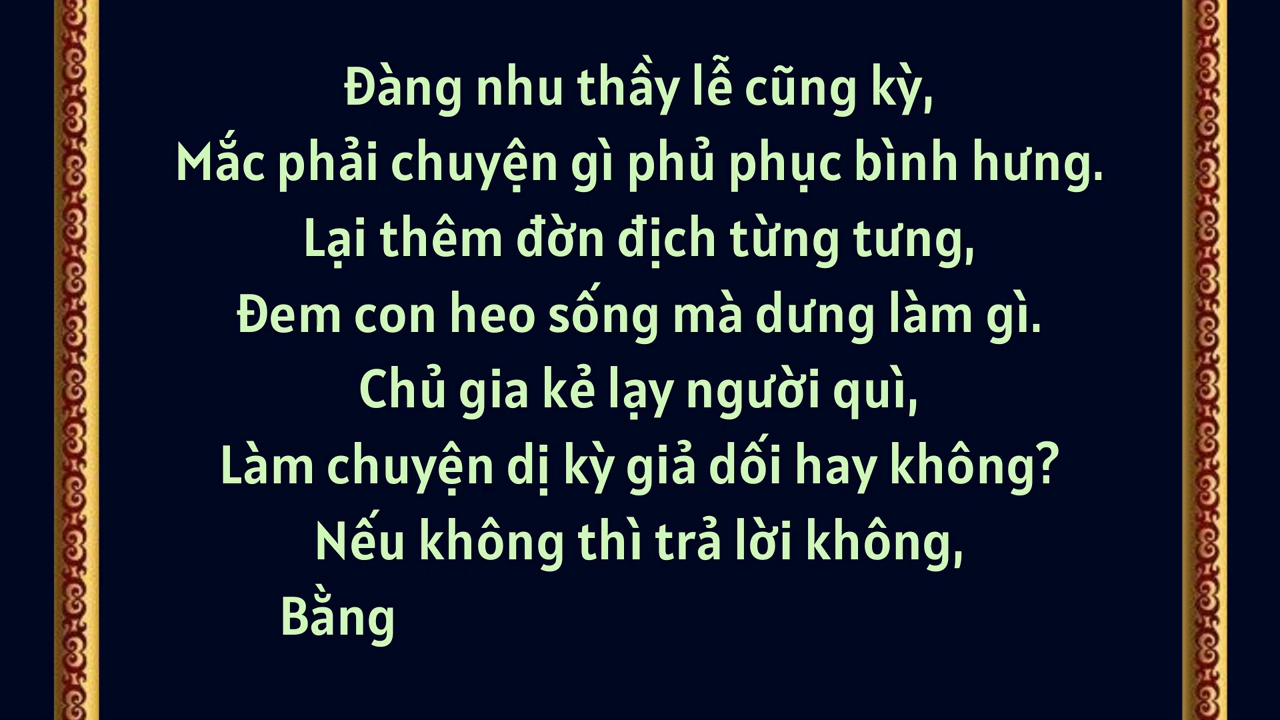 Đàng nhu thầy lễ cũng kỳ,
Mắc phải chuyện gì phủ phục bình hưng.
Lại thêm đờn địch từng tưng,
Đem con heo sống mà dưng làm gì.
Chủ gia kẻ lạy người quì,
Làm chuyện dị kỳ giả dối hay không?
Nếu không thì trả lời không,
Bằng